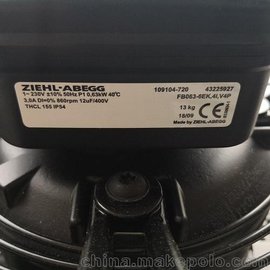 ZIEHL-ABEGG
109104-720 43225927
1~ 230V ±10% 50Hz P1 0,63kW 40°C
FB063-6EK.4I.V4P
3,0A DI=0% 860rpm 12uF/400V
THCL 155 IP54
13 kg
18/09
Made by ZIEHL-ABEGG
china.makepolo.com